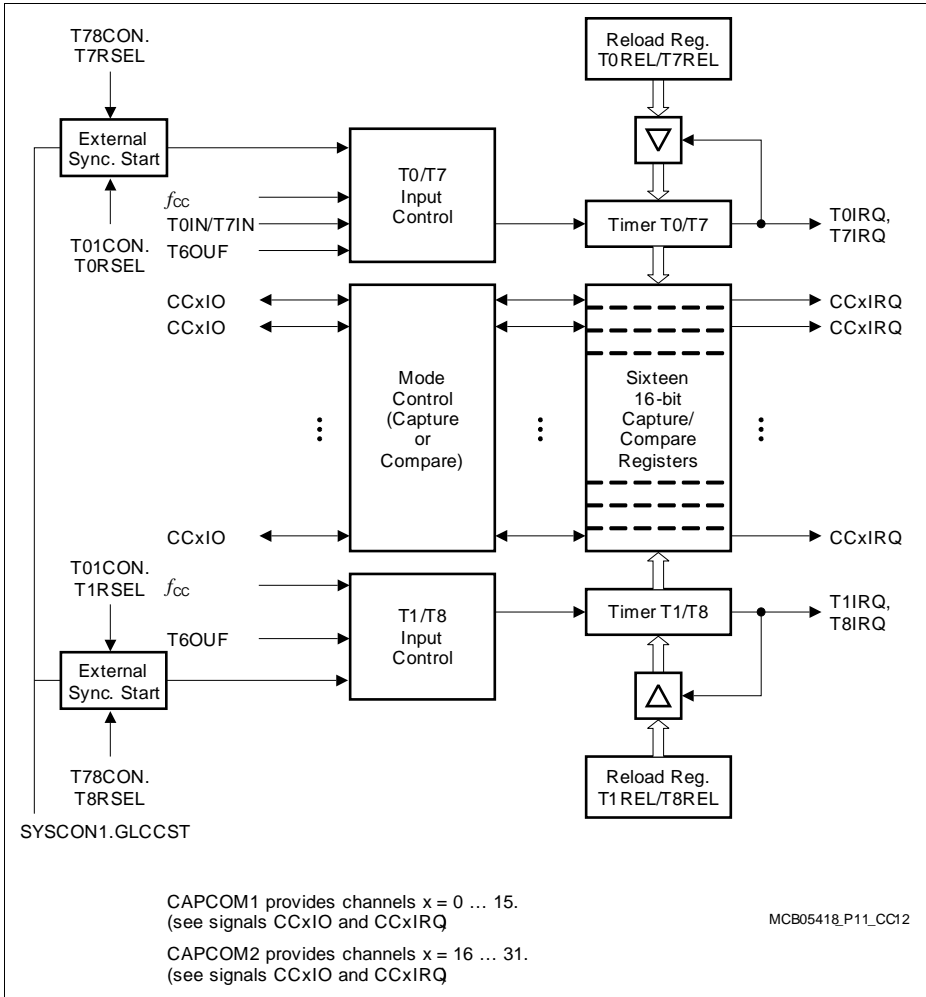 T78CON.
T7RSEL
Reload Reg.
T0REL/T7REL
External
Sync. Start
T0/T7
Input
Control
fCC
T0IN/T7IN
T6OUF
T01CON.
T0RSEL
Timer T0/T7
T0IRQ,
T7IRQ
CCxIO
CCxIO
CCxIRQ
CCxIRQ
Mode
Control
(Capture
or
Compare)
Sixteen
16-bit
Capture/
Compare
Registers
CCxIO
CCxIRQ
T01CON.
T1RSEL
fCC
T6OUF
T1/T8
Input
Control
Timer T1/T8
T1IRQ,
T8IRQ
External
Sync. Start
T78CON.
T8RSEL
Reload Reg.
T1REL/T8REL
SYSCON1.GLCCST
CAPCOM1 provides channels x = 0 … 15.
(see signals CCxIO and CCxIRQ)
CAPCOM2 provides channels x = 16 … 31.
(see signals CCxIO and CCxIRQ)
MCB05418_P11_CC12